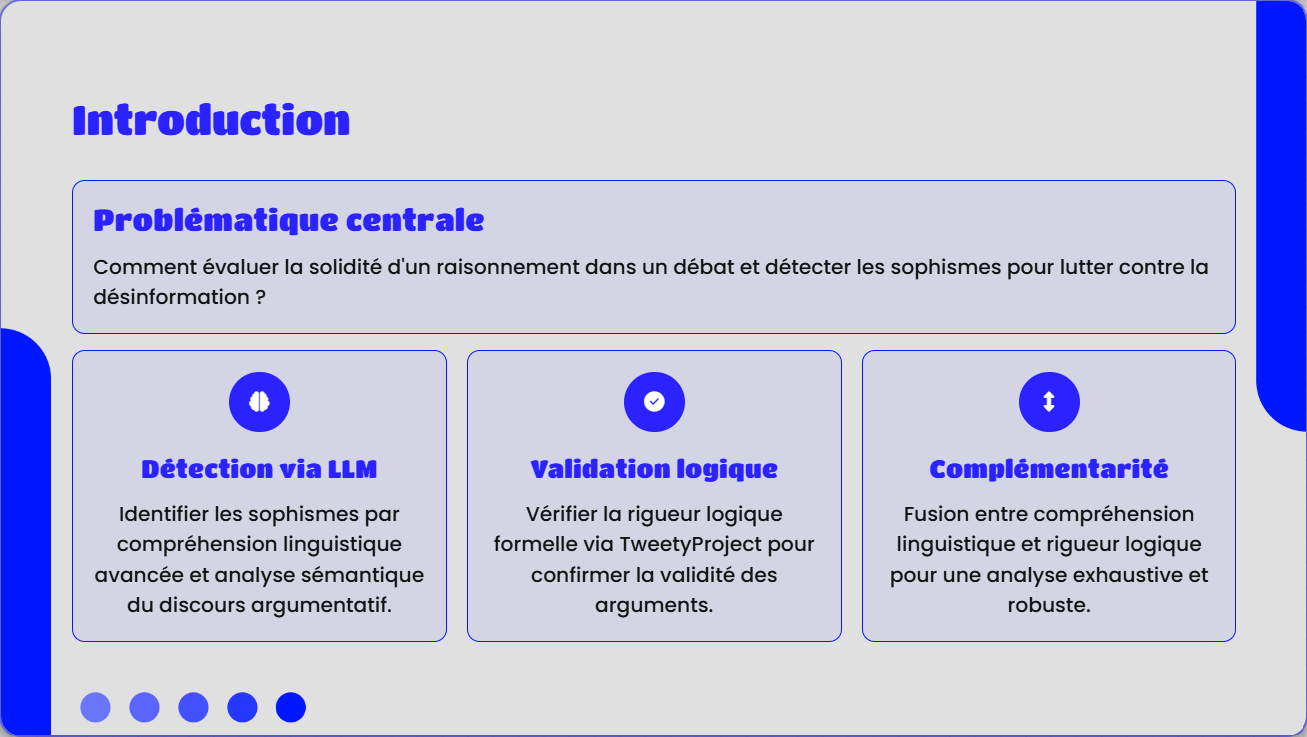 Introduction
Problématique centrale
Comment évaluer la solidité d'un raisonnement dans un débat et détecter les sophismes pour lutter contre la
désinformation ?
Détection via LLM
Identifier les sophismes par
compréhension linguistique
avancée et analyse sémantique
du discours argumentatif.
Validation logique
Vérifier la rigueur logique
formelle via TweetyProject pour
confirmer la validité des
arguments.
Complémentarité
Fusion entre compréhension
linguistique et rigueur logique
pour une analyse exhaustive et
robuste.